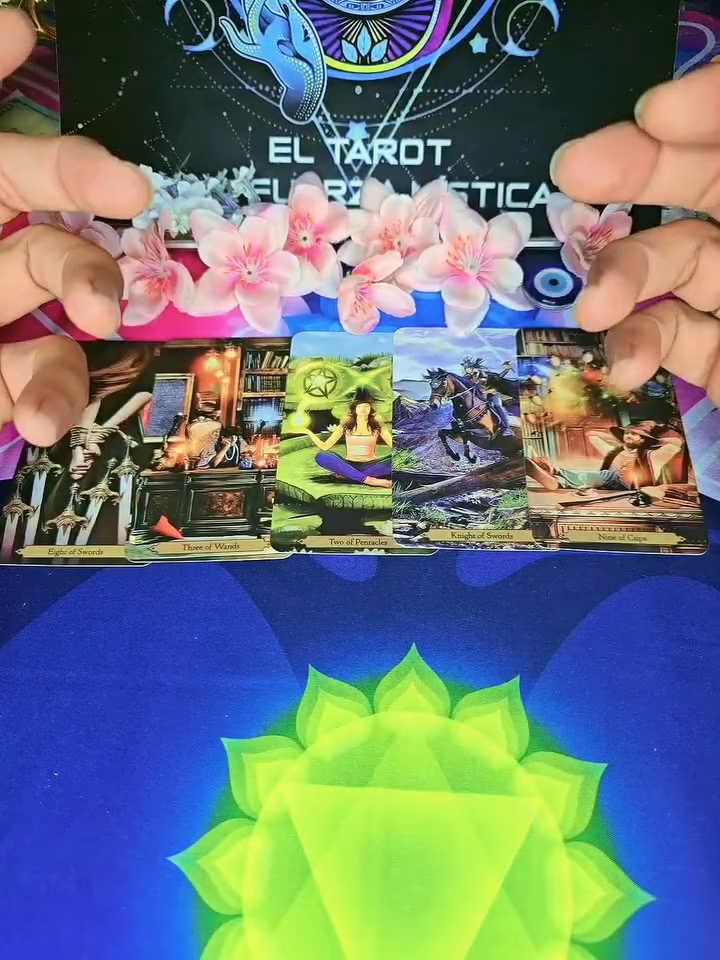 EL TAROT
Eight of Swords
Three of Wands
Two of Pentacles
Knight of Swords
Nine of Cups